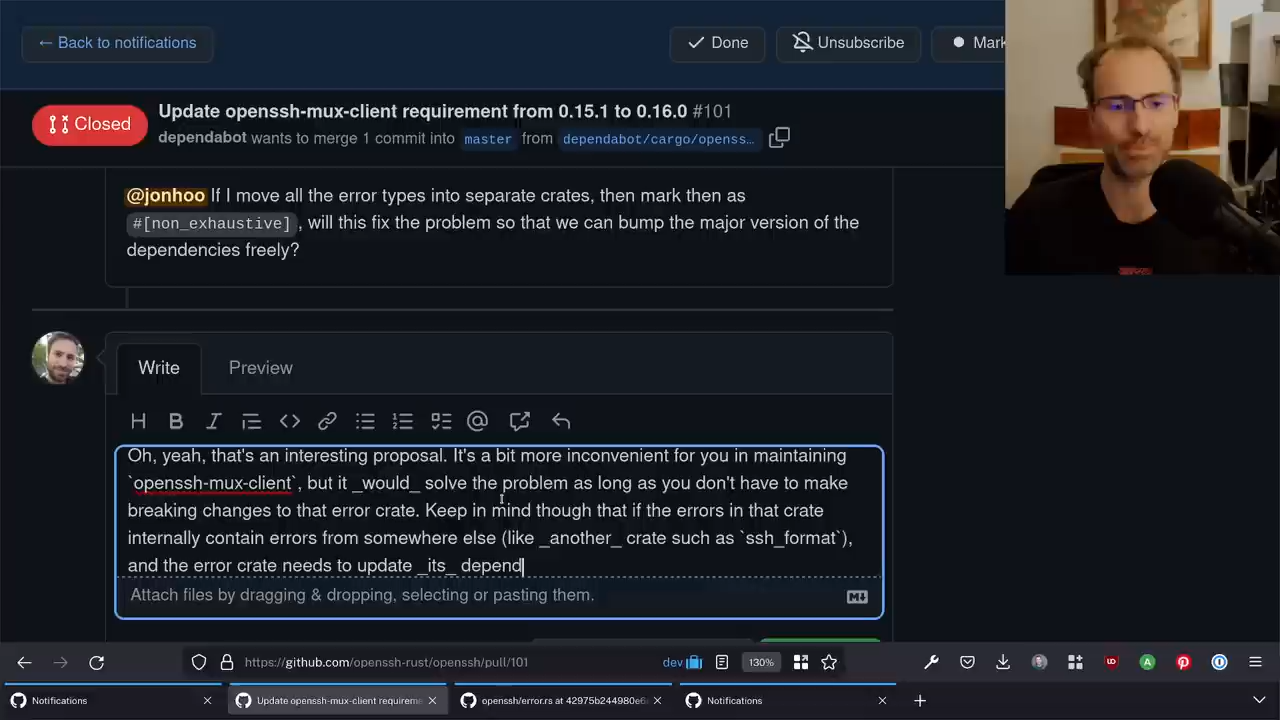 ← Back to notifications
Done
Unsubscribe
Mark
Closed
Update openssh-mux-client requirement from 0.15.1 to 0.16.0 #101
dependabot wants to merge 1 commit into master from dependabot/cargo/openss…
@jonhoo If I move all the error types into separate crates, then mark then as
#[non_exhaustive], will this fix the problem so that we can bump the major version of the
dependencies freely?
Write
Preview
Oh, yeah, that's an interesting proposal. It's a bit more inconvenient for you in maintaining
`openssh-mux-client`, but it _would_ solve the problem as long as you don't have to make
breaking changes to that error crate. Keep in mind though that if the errors in that crate
internally contain errors from somewhere else (like _another_ crate such as `ssh_format`),
and the error crate needs to update _its_ depend
Attach files by dragging & dropping, selecting or pasting them.
https://github.com/openssh-rust/openssh/pull/101
dev
130%
Notifications
Update openssh-mux-client requireme
openssh/error.rs at 42975b244980e6
Notifications